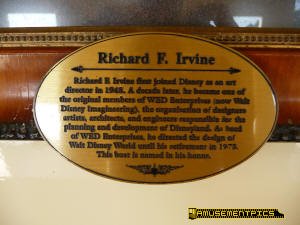 Richard F. Irvine
Richard F. Irvine first joined Disney as an art
director in 1945. A decade later, he became one of
the original members of WED Enterprises (now Walt
Disney Imagineering), the organization of designers
artists, architects, and engineers responsible for the
planning and development of Disneyland. As head
of WED Enterprises, he directed the design of
Walt Disney World until his retirement in 1973.
This boat is named in his honor.
AMUSEMENTPICS